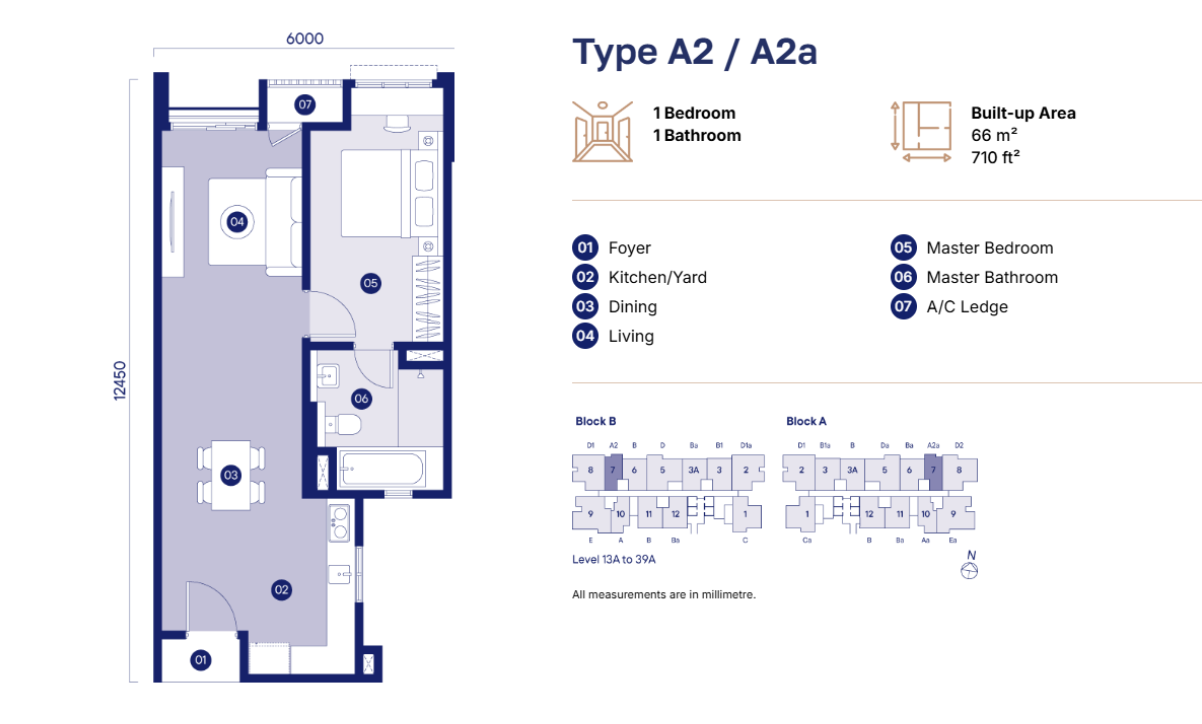 6000
12450
07
04
05
06
03
02
01
Type A2 / A2a
1 Bedroom
1 Bathroom
Built-up Area
66 m²
710 ft²
01 Foyer
02 Kitchen/Yard
03 Dining
04 Living
05 Master Bedroom
06 Master Bathroom
07 A/C Ledge
Block B
D1 A2 B D Ba B1 D1a
8 7 6 5 3A 3 2
9 10 11 12 1
E A B Ba C
Level 13A to 39A
Block A
D1 B1a B Da Ba A2a D2
2 3 3A 5 6 7 8
1 12 11 10 9
Ca B Ba Aa Ea
N
All measurements are in millimetre.